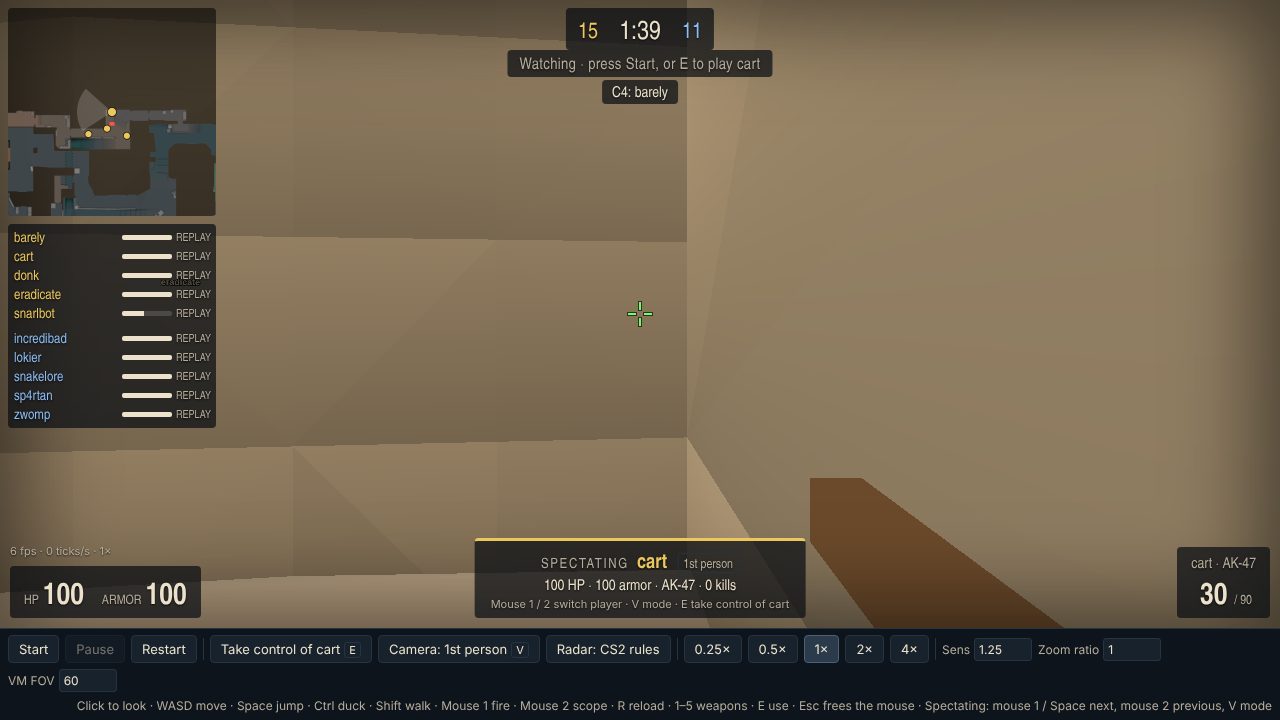 15 1:39 11
Watching · press Start, or E to play cart
C4: barely
barely REPLAY
cart REPLAY
donk REPLAY
eradicate
eradicate REPLAY
snarlbot REPLAY
incredibad REPLAY
lokier REPLAY
snakelore REPLAY
sp4rtan REPLAY
zwomp REPLAY
6 fps · 0 ticks/s · 1×
HP 100 ARMOR 100
SPECTATING cart 1st person
100 HP · 100 armor · AK-47 · 0 kills
Mouse 1 / 2 switch player · V mode · E take control of cart
cart · AK-47
30 / 90
Start Pause Restart Take control of cart E Camera: 1st person V Radar: CS2 rules 0.25× 0.5× 1× 2× 4× Sens 1.25 Zoom ratio 1
VM FOV 60
Click to look · WASD move · Space jump · Ctrl duck · Shift walk · Mouse 1 fire · Mouse 2 scope · R reload · 1–5 weapons · E use · Esc frees the mouse · Spectating: mouse 1 / Space next, mouse 2 previous, V mode